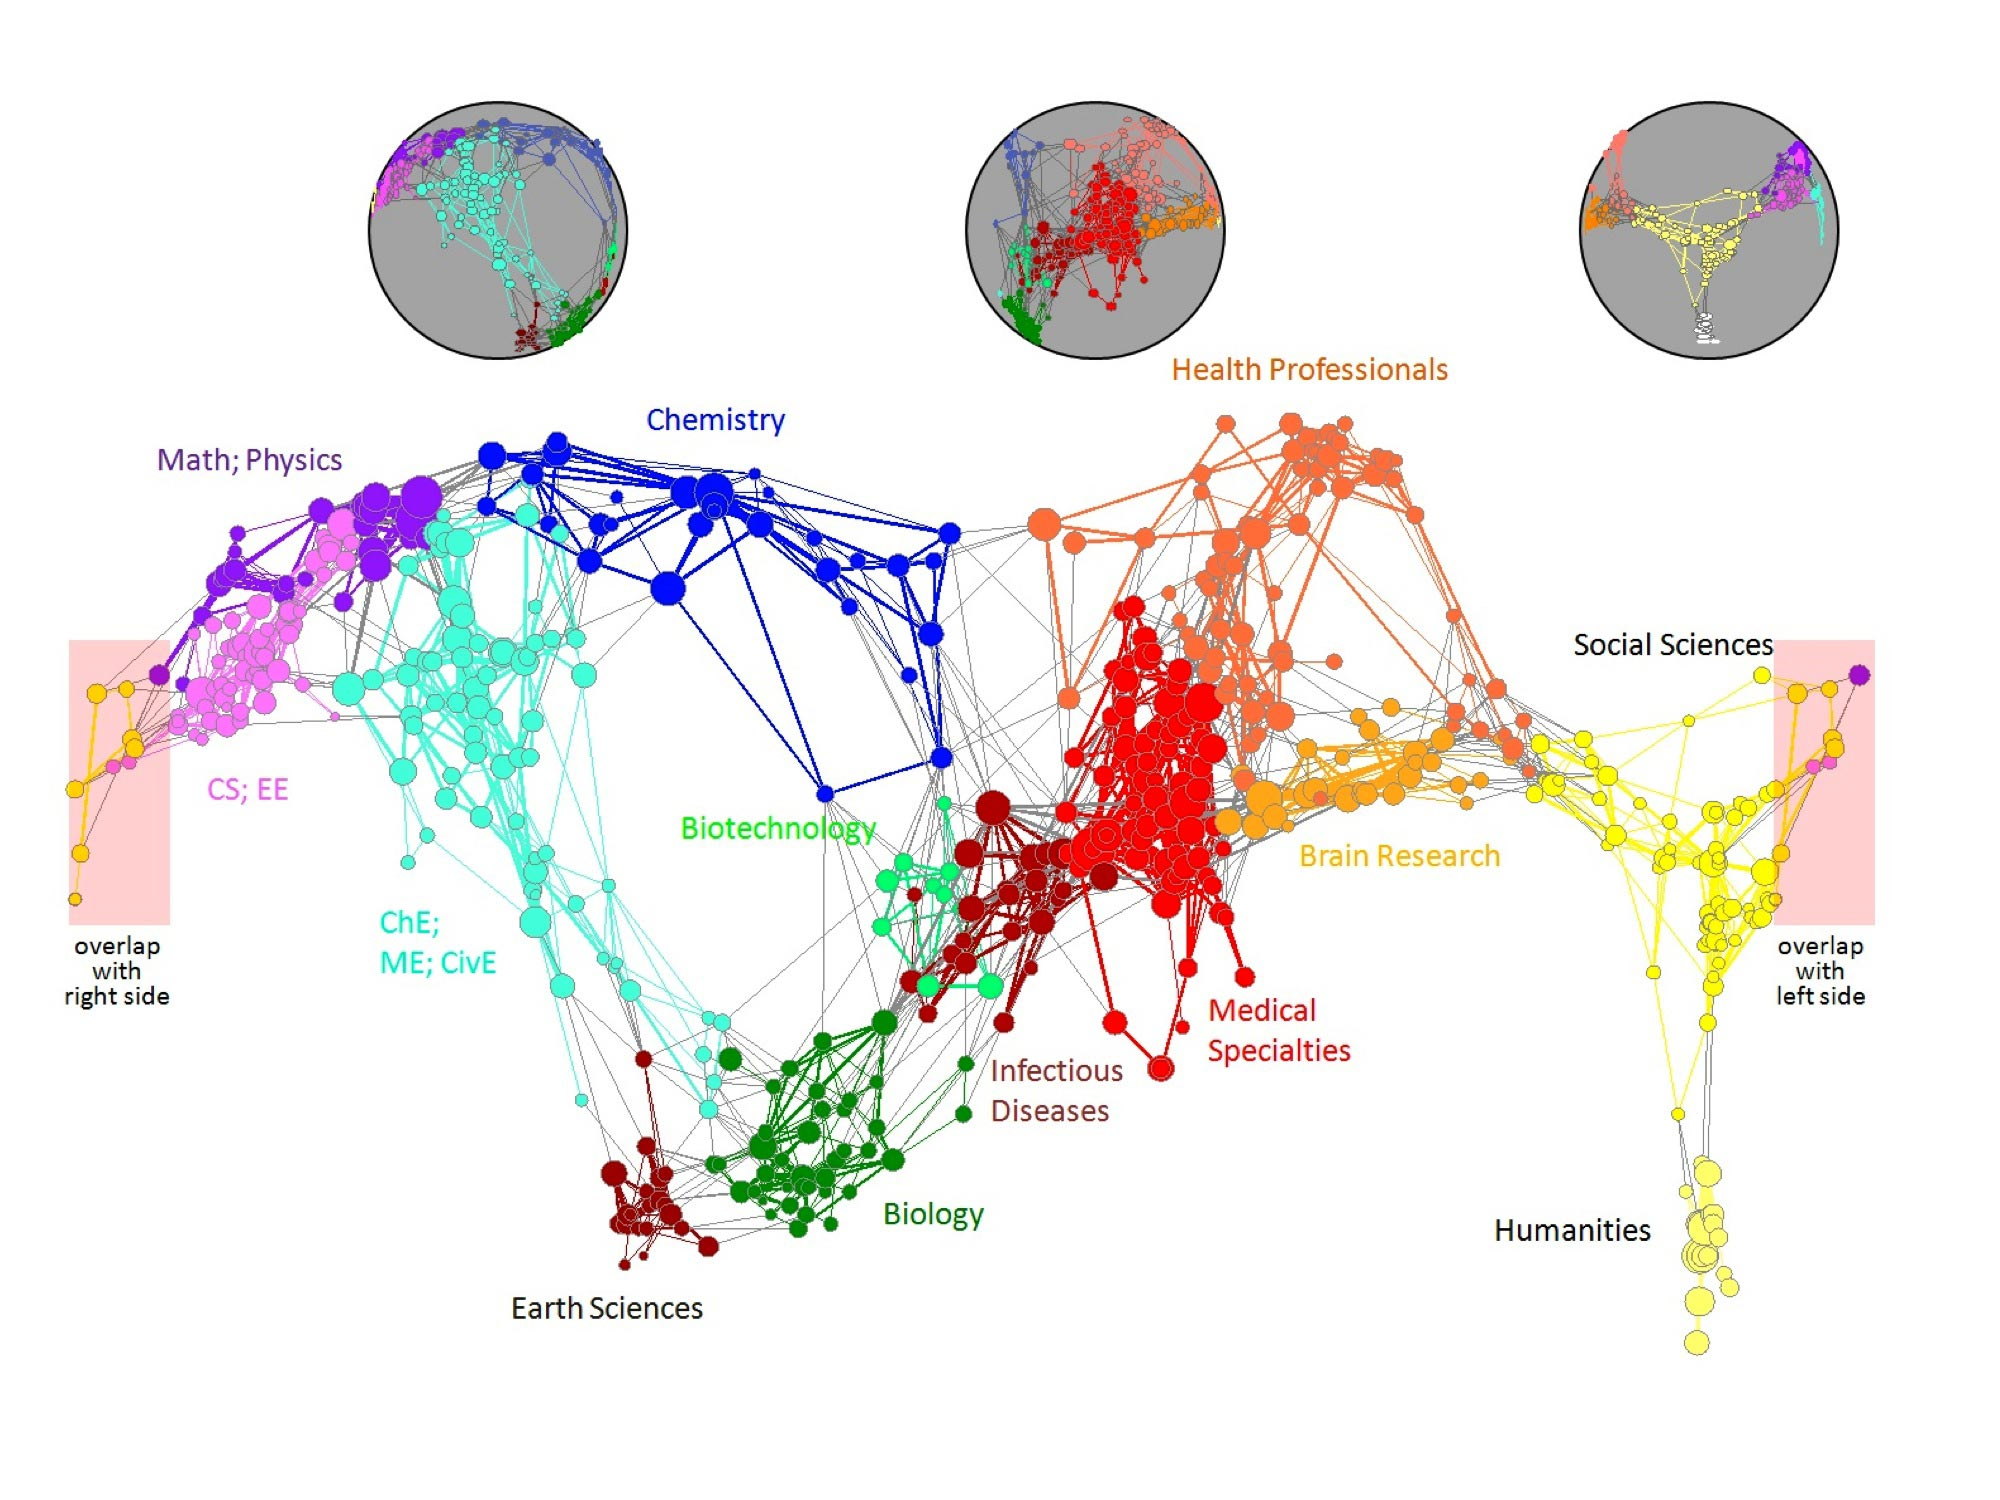 Health Professionals
Chemistry
Math; Physics
Social Sciences
CS; EE
Biotechnology
Brain Research
ChE;
ME; CivE
overlap
with
right side
overlap
with
left side
Medical
Specialties
Infectious
Diseases
Biology
Humanities
Earth Sciences